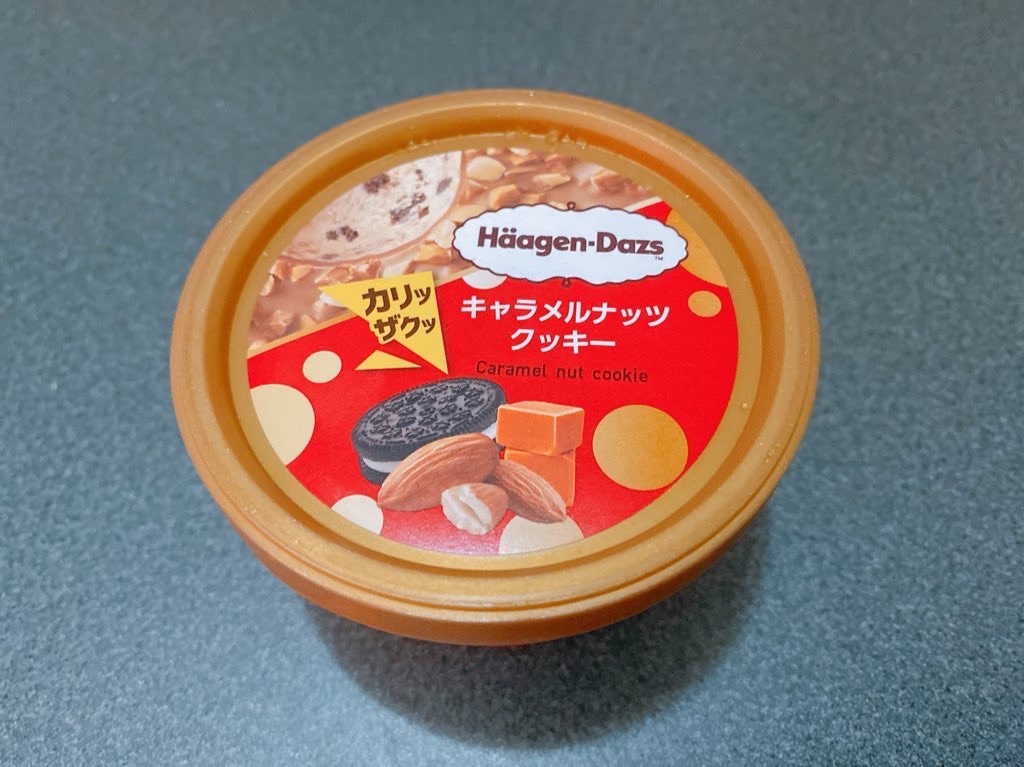 Häagen-Dazs
TM
カリッ
ザクッ
キャラメルナッツ
クッキー
Caramel nut cookie